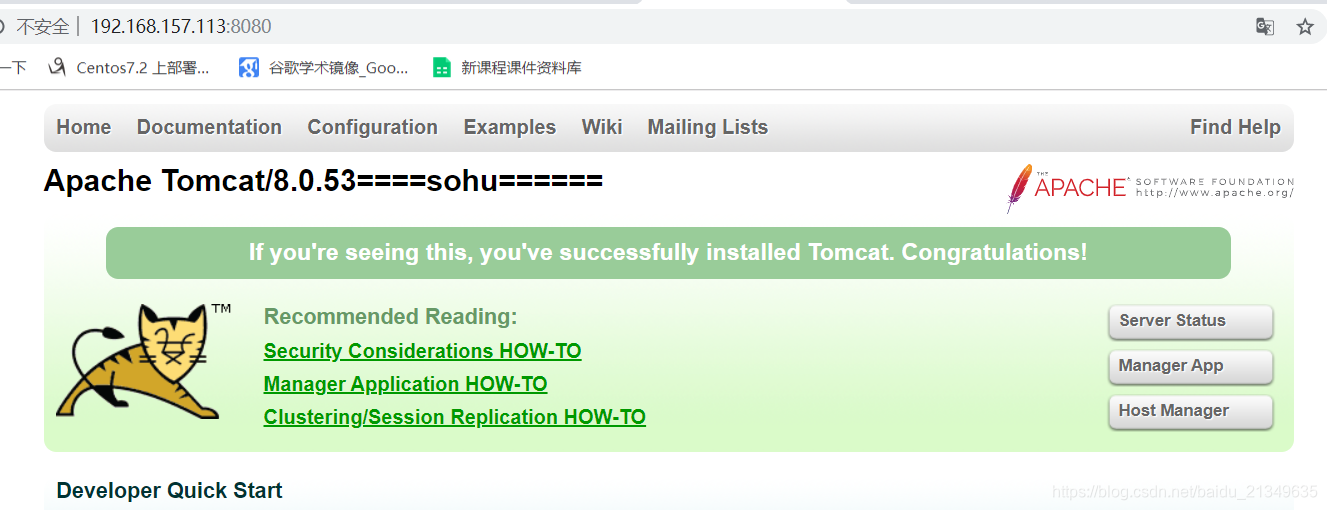 不安全 | 192.168.157.113:8080
一下 Centos7.2 上部署... 谷歌学术镜像_Goo... 新课程课件资料库
Home Documentation Configuration Examples Wiki Mailing Lists Find Help
Apache Tomcat/8.0.53====sohu======
THE APACHE SOFTWARE FOUNDATION
http://www.apache.org/
If you're seeing this, you've successfully installed Tomcat. Congratulations!
TM
Recommended Reading:
Security Considerations HOW-TO
Manager Application HOW-TO
Clustering/Session Replication HOW-TO
Server Status
Manager App
Host Manager
Developer Quick Start
https://blog.csdn.net/baidu_21349635